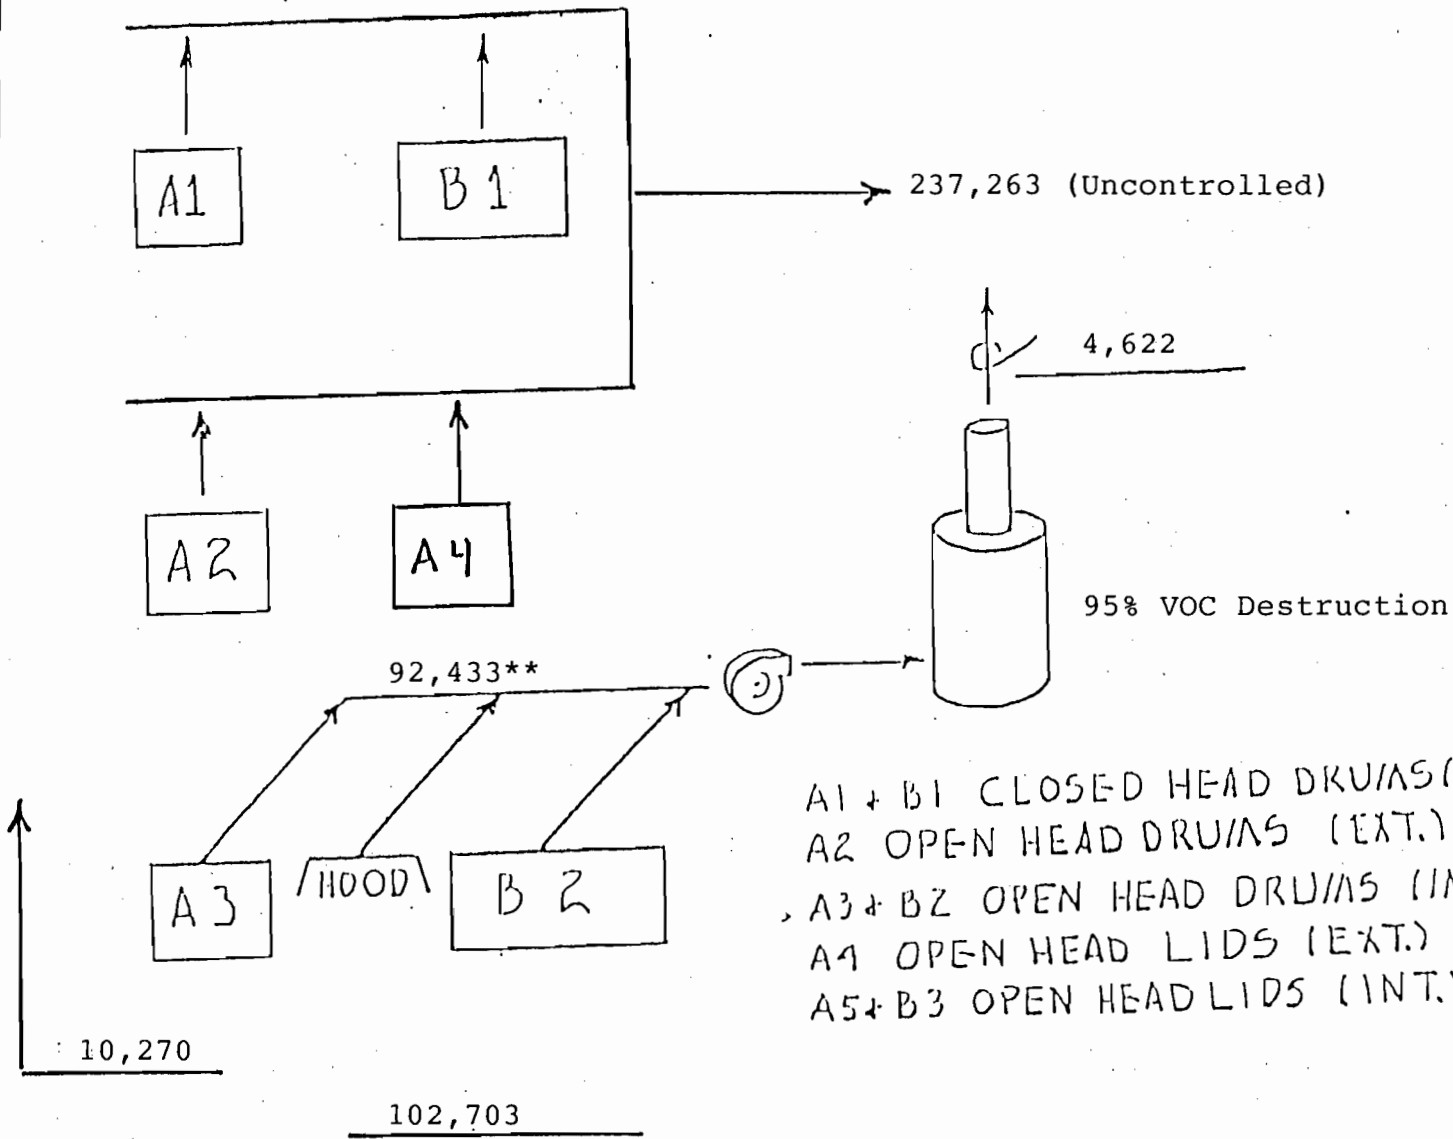 A1
B1
237,263 (Uncontrolled)
4,622
A2
A4
95% VOC Destruction
92,433**
A1 & B1 CLOSED HEAD DRUMS (
A2 OPEN HEAD DRUMS (EXT.)
A3 & B2 OPEN HEAD DRUMS (IN
A4 OPEN HEAD LIDS (EXT.)
A5 & B3 OPEN HEAD LIDS (INT.
A3
HOOD
B2
10,270
102,703